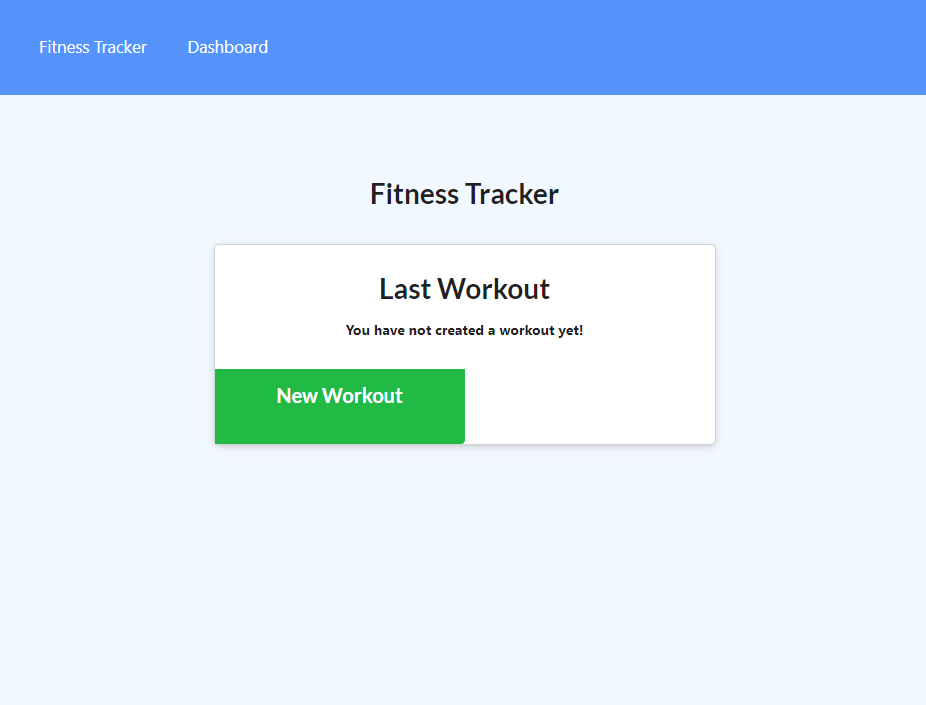 Fitness Tracker Dashboard
Fitness Tracker
Last Workout
You have not created a workout yet!
New Workout